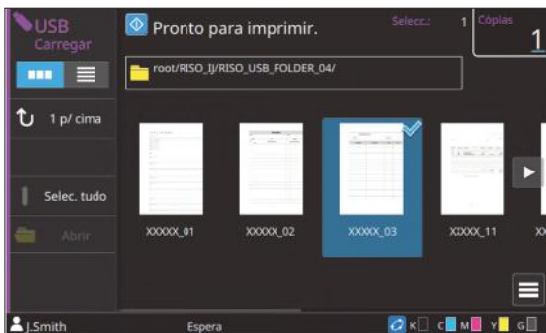 USB
Carregar
Pronto para imprimir.
Selecc.: 1
Cópias
1
root/RISO_IJ/RISO_USB_FOLDER_04/
1 p/ cima
Selec. tudo
Abrir
XXXXX_01
XXXXX_02
XXXXX_03
XXXXX_11
J.Smith
Espera
K C M Y G